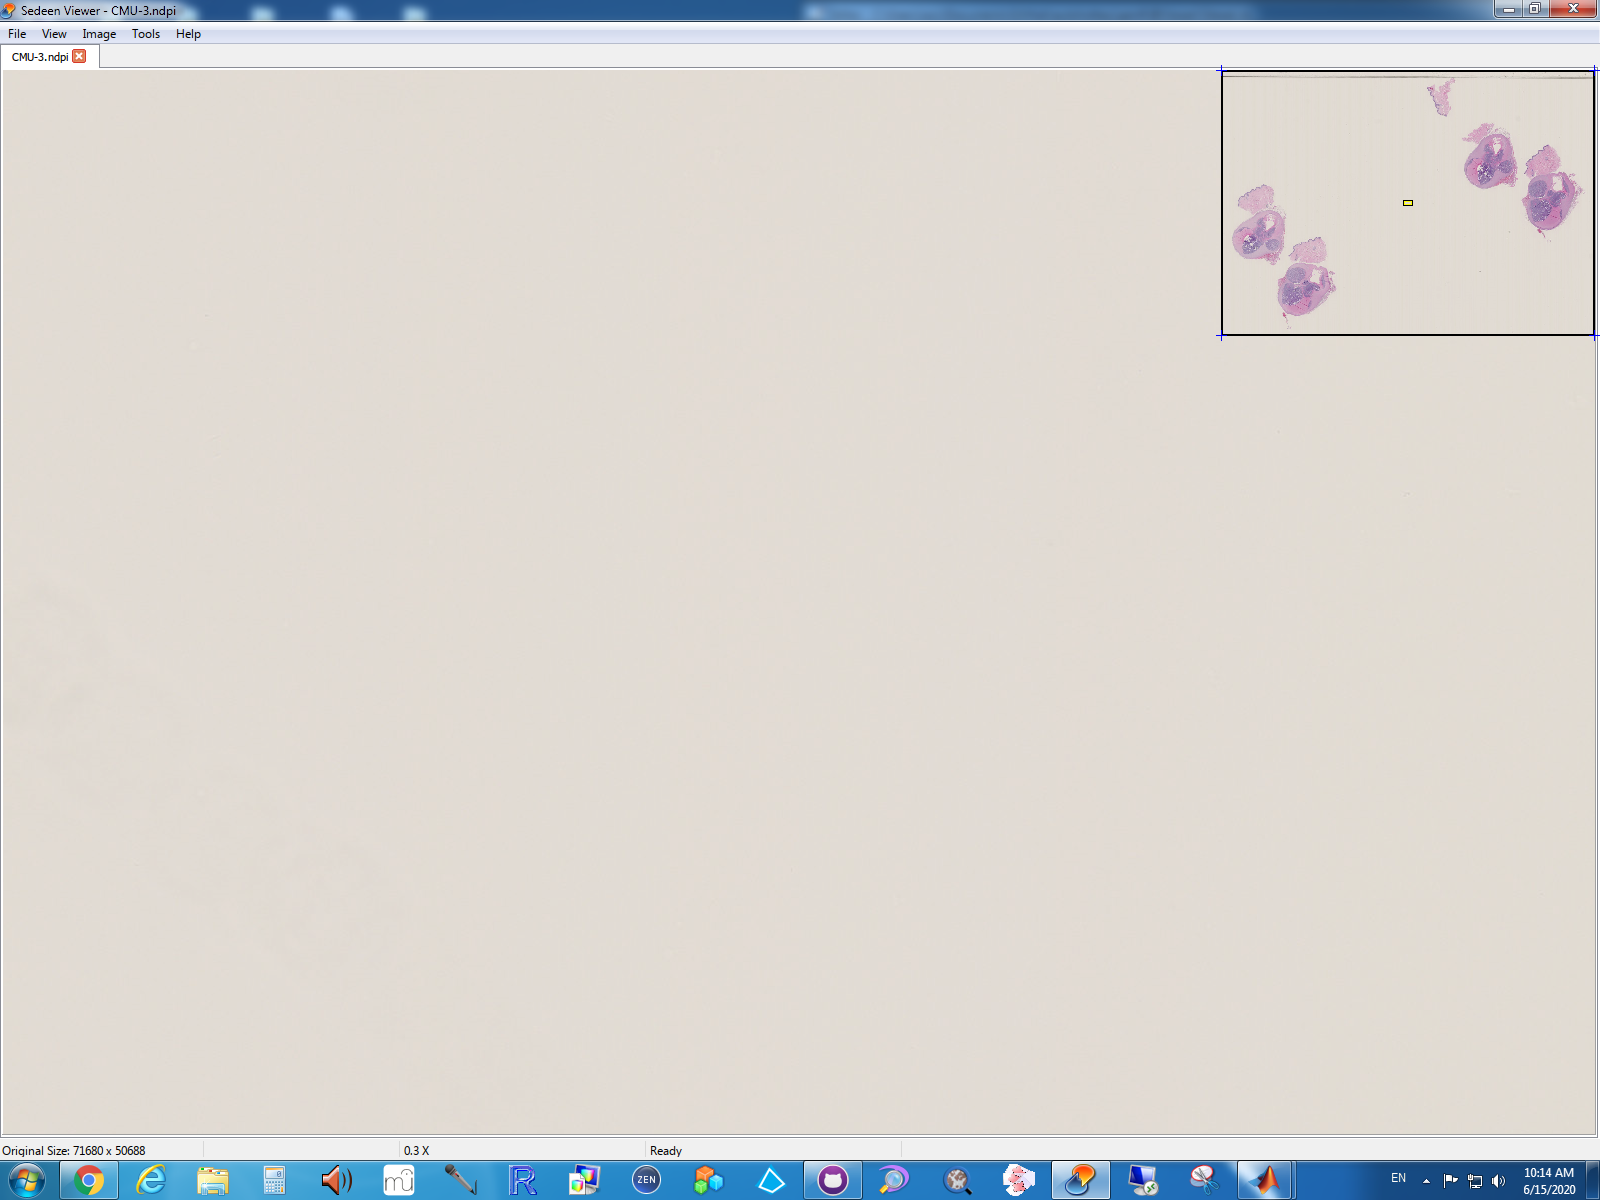 Sedeen Viewer - CMU-3.ndpi
File View Image Tools Help
CMU-3.ndpi
Original Size: 71680 x 50688 0.3 X Ready
R ZEN EN 10:14 AM
6/15/2020